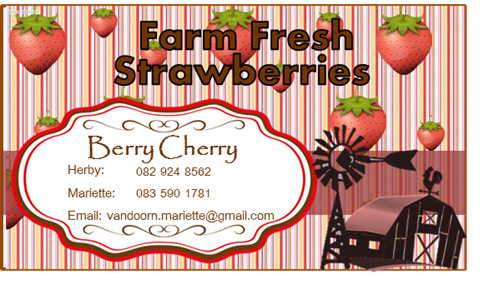 Farm Fresh
Strawberries
Berry Cherry
Herby: 082 924 8562
Mariette: 083 590 1781
Email: vandoorn.mariette@gmail.com